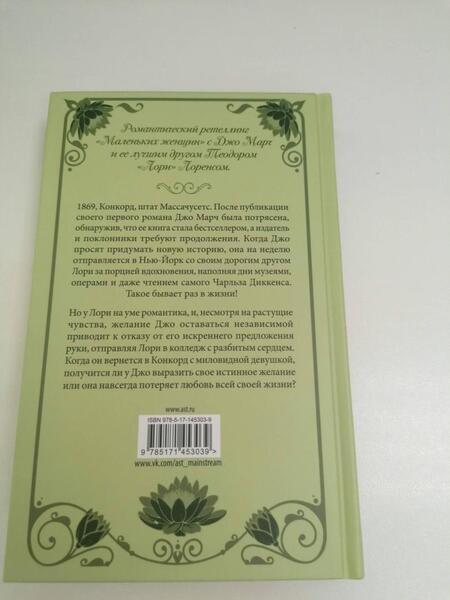 Романтический ретеллинг
«Маленьких женщин» с Джо Марч
и ее лучшим другом Теодором
«Лори» Лоренсом.
1869, Конкорд, штат Массачусетс. После публикации
своего первого романа Джо Марч была потрясена,
обнаружив, что ее книга стала бестселлером, а издатель
и поклонники требуют продолжения. Когда Джо
просят придумать новую историю, она на неделю
отправляется в Нью-Йорк со своим дорогим другом
Лори за порцией вдохновения, наполняя дни музеями,
операми и даже чтением самого Чарльза Диккенса.
Такое бывает раз в жизни!
Но у Лори на уме романтика, и, несмотря на растущие
чувства, желание Джо оставаться независимой
приводит к отказу от его искреннего предложения
руки, отправляя Лори в колледж с разбитым сердцем.
Когда он вернется в Конкорд с миловидной девушкой,
получится ли у Джо выразить свое истинное желание
или она навсегда потеряет любовь всей своей жизни?
www.ast.ru
ISBN 978-5-17-145303-9
9 785171 453039 >
www.vk.com/ast_mainstream